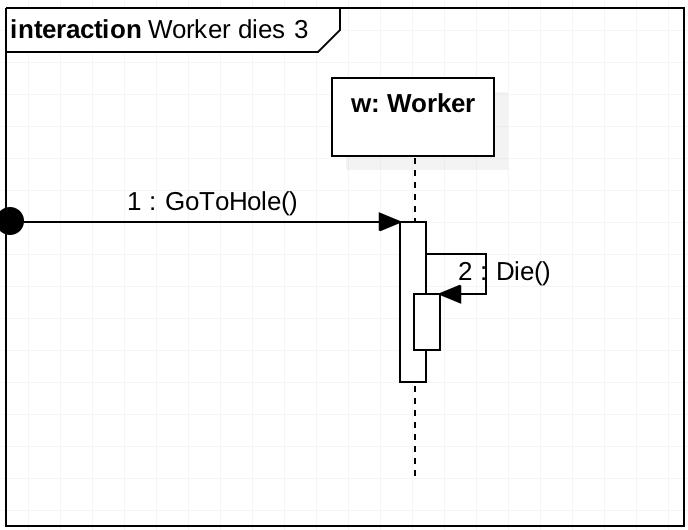 interaction Worker dies 3
w: Worker
1 : GoToHole()
2 : Die()